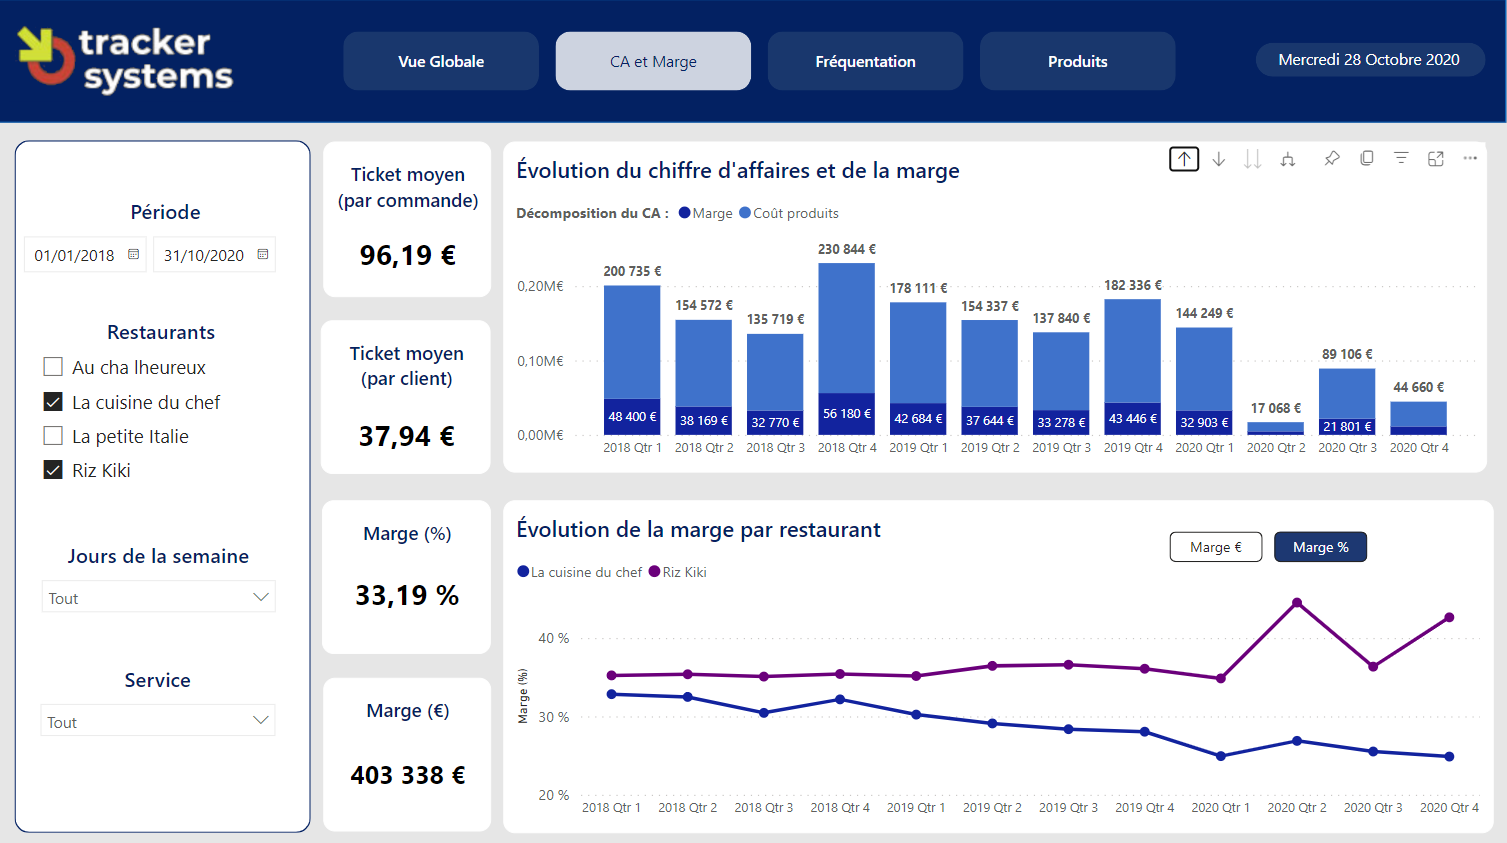 tracker
systems
Vue Globale
CA et Marge
Fréquentation
Produits
Mercredi 28 Octobre 2020
Période
01/01/2018
31/10/2020
Restaurants
Au cha lheureux
La cuisine du chef
La petite Italie
Riz Kiki
Jours de la semaine
Tout
Service
Tout
Ticket moyen
(par commande)
96,19 €
Ticket moyen
(par client)
37,94 €
Marge (%)
33,19 %
Marge (€)
403 338 €
Évolution du chiffre d'affaires et de la marge
Décomposition du CA : Marge Coût produits
0,20M€
0,10M€
0,00M€
200 735 €
154 572 €
135 719 €
230 844 €
178 111 €
154 337 €
137 840 €
182 336 €
144 249 €
17 068 €
89 106 €
44 660 €
48 400 €
38 169 €
32 770 €
56 180 €
42 684 €
37 644 €
33 278 €
43 446 €
32 903 €
21 801 €
2018 Qtr 1 2018 Qtr 2 2018 Qtr 3 2018 Qtr 4 2019 Qtr 1 2019 Qtr 2 2019 Qtr 3 2019 Qtr 4 2020 Qtr 1 2020 Qtr 2 2020 Qtr 3 2020 Qtr 4
Évolution de la marge par restaurant
Marge €
Marge %
La cuisine du chef Riz Kiki
Marge (%)
40 %
30 %
20 %
2018 Qtr 1 2018 Qtr 2 2018 Qtr 3 2018 Qtr 4 2019 Qtr 1 2019 Qtr 2 2019 Qtr 3 2019 Qtr 4 2020 Qtr 1 2020 Qtr 2 2020 Qtr 3 2020 Qtr 4